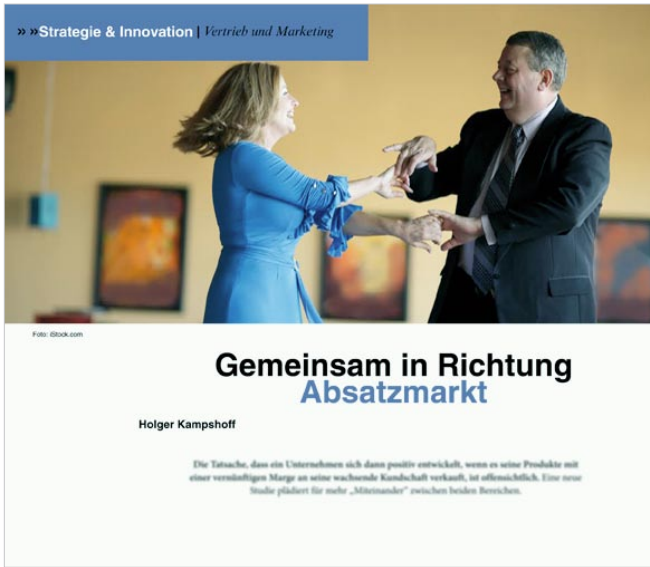 » »Strategie & Innovation | Vertrieb und Marketing
Foto: iStock.com
Gemeinsam in Richtung
Absatzmarkt
Holger Kampshoff
Die Tatsache, dass ein Unternehmen sich dann positiv entwickelt, wenn es seine Produkte mit
einer vernünftigen Marge an seine wachsende Kundschaft verkauft, ist offensichtlich. Eine neue
Studie plädiert für mehr „Miteinander“ zwischen beiden Bereichen.